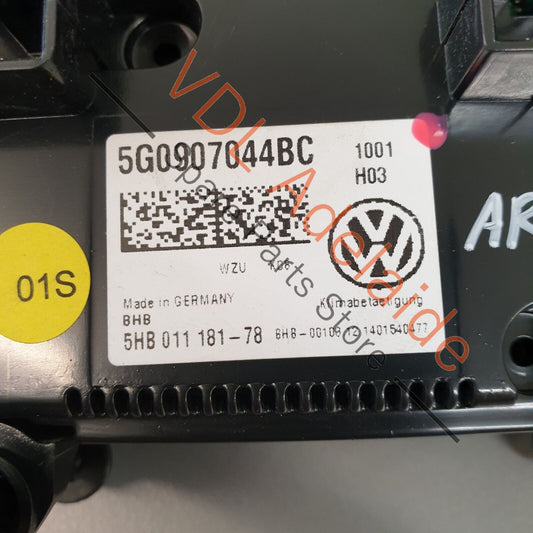 5G0907044BC
1001
H03
WZU
Made in GERMANY
Klimabetaetigung
BHB
5HB 011 181-78
01S
AR
VDL Adelaide
parts Parts Store